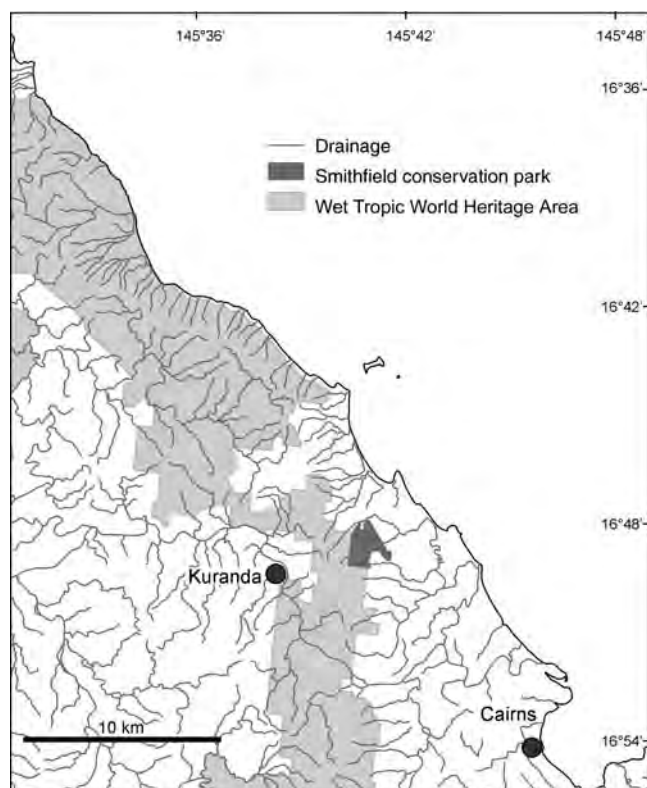 145°36′
145°42′
145°48′
16°36′
Drainage
Smithfield conservation park
Wet Tropic World Heritage Area
16°42′
16°48′
Kuranda
Cairns
10 km
16°54′